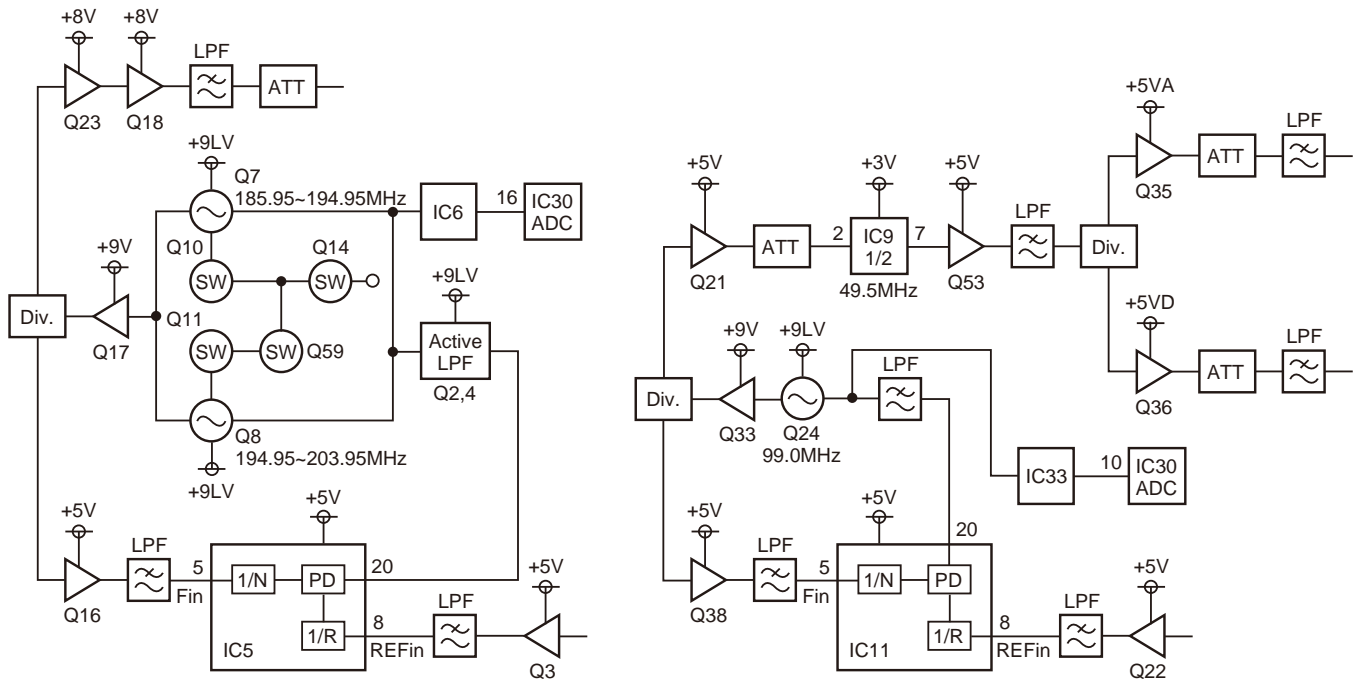 +8V
+8V
LPF
ATT
Q23
Q18
+9LV
Q7
185.95~194.95MHz
16
IC6
IC30
ADC
Q10
Q14
SW
SW
+9V
+9LV
Div.
Q17
Q11
SW
SW
Q59
Active
LPF
Q2,4
Q8
194.95~203.95MHz
+9LV
+5V
+5V
LPF
5
Fin
1/N
PD
20
+5V
Q16
1/R
8
REFin
LPF
IC5
Q3
+5VA
LPF
ATT
Q35
+5V
+3V
+5V
LPF
ATT
2
IC9
1/2
7
Div.
Q21
49.5MHz
Q53
+5VD
LPF
+9V
+9LV
LPF
ATT
Q36
Div.
Q33
Q24
99.0MHz
IC33
10
IC30
ADC
+5V
+5V
20
LPF
5
Fin
1/N
PD
+5V
Q38
1/R
8
REFin
LPF
IC11
Q22